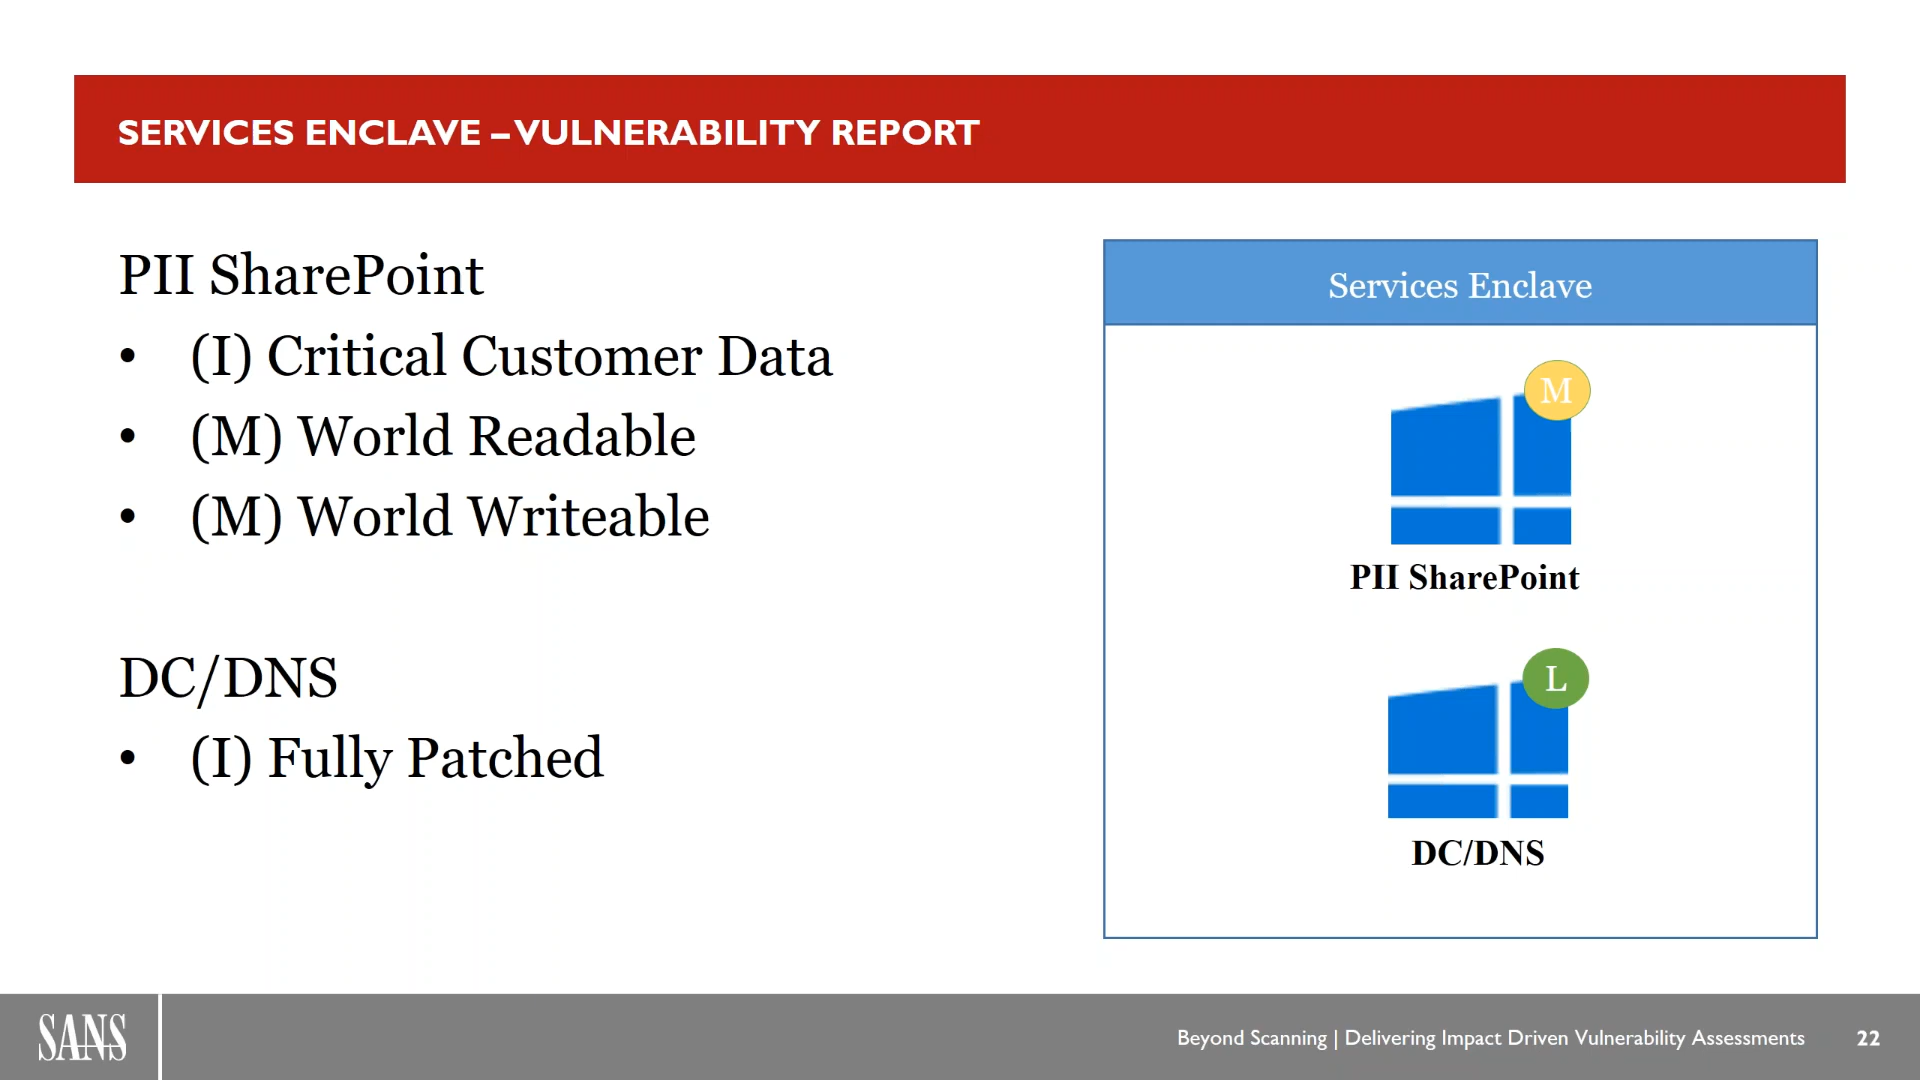 SERVICES ENCLAVE – VULNERABILITY REPORT
PII SharePoint
• (I) Critical Customer Data
• (M) World Readable
• (M) World Writeable
DC/DNS
• (I) Fully Patched
Services Enclave
M
PII SharePoint
L
DC/DNS
SANS
Beyond Scanning | Delivering Impact Driven Vulnerability Assessments
22